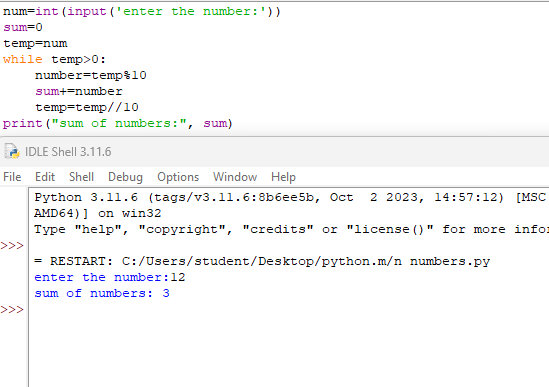 num=int(input('enter the number:'))
sum=0
temp=num
while temp>0:
    number=temp%10
    sum+=number
    temp=temp//10
print("sum of numbers:", sum)
IDLE Shell 3.11.6
File Edit Shell Debug Options Window Help
Python 3.11.6 (tags/v3.11.6:8b6ee5b, Oct  2 2023, 14:57:12) [MSC
AMD64)] on win32
Type "help", "copyright", "credits" or "license()" for more infor
>>>
= RESTART: C:/Users/student/Desktop/python.m/n numbers.py
enter the number:12
sum of numbers: 3
>>>